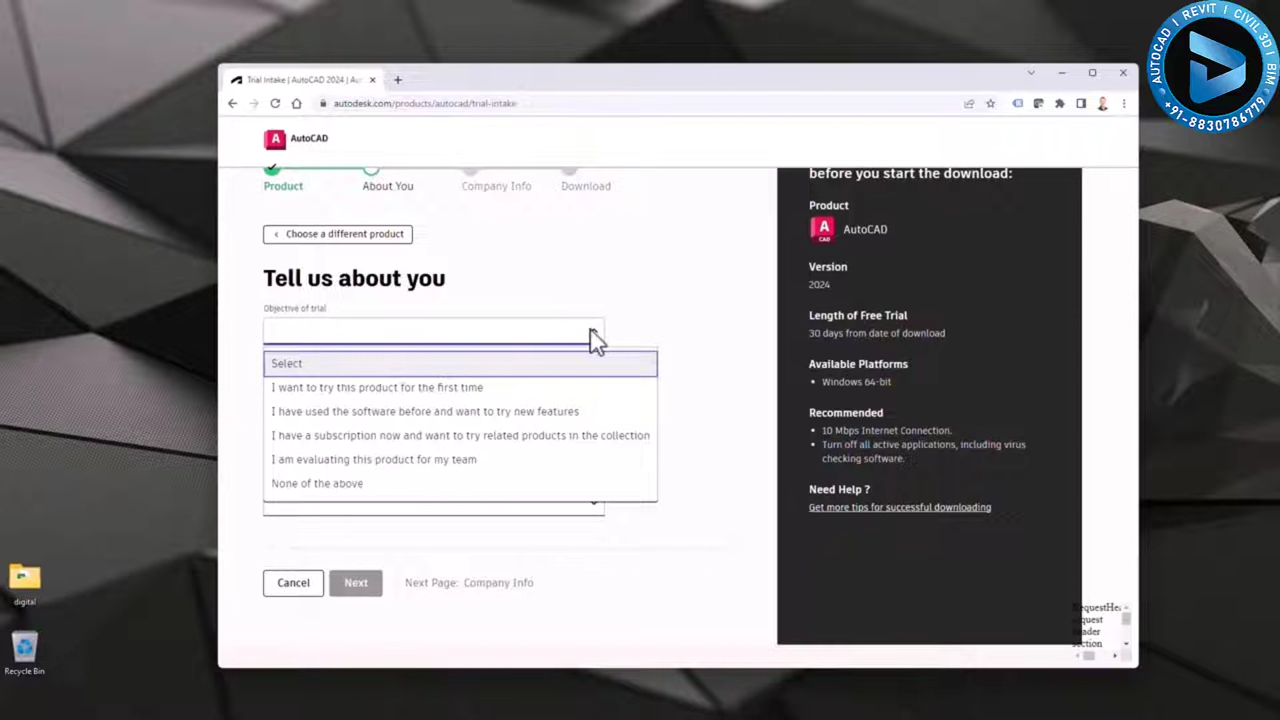 AUTOCAD | REVIT | CIVIL 3D | BIM
+91-8830786779
Trial Intake | AutoCAD 2024 |
autodesk.com/products/autocad/trial-intake
A
AutoCAD
Product
About You
Company Info
Download
Choose a different product
Tell us about you
Objective of trial
Select
I want to try this product for the first time
I have used the software before and want to try new features
I have a subscription now and want to try related products in the collection
I am evaluating this product for my team
None of the above
Cancel
Next
Next Page: Company Info
before you start the download:
Product
A
CAD
AutoCAD
Version
2024
Length of Free Trial
30 days from date of download
Available Platforms
Windows 64-bit
Recommended
10 Mbps Internet Connection.
Turn off all active applications, including virus
checking software.
Need Help ?
Get more tips for successful downloading
section
digital
Recycle Bin